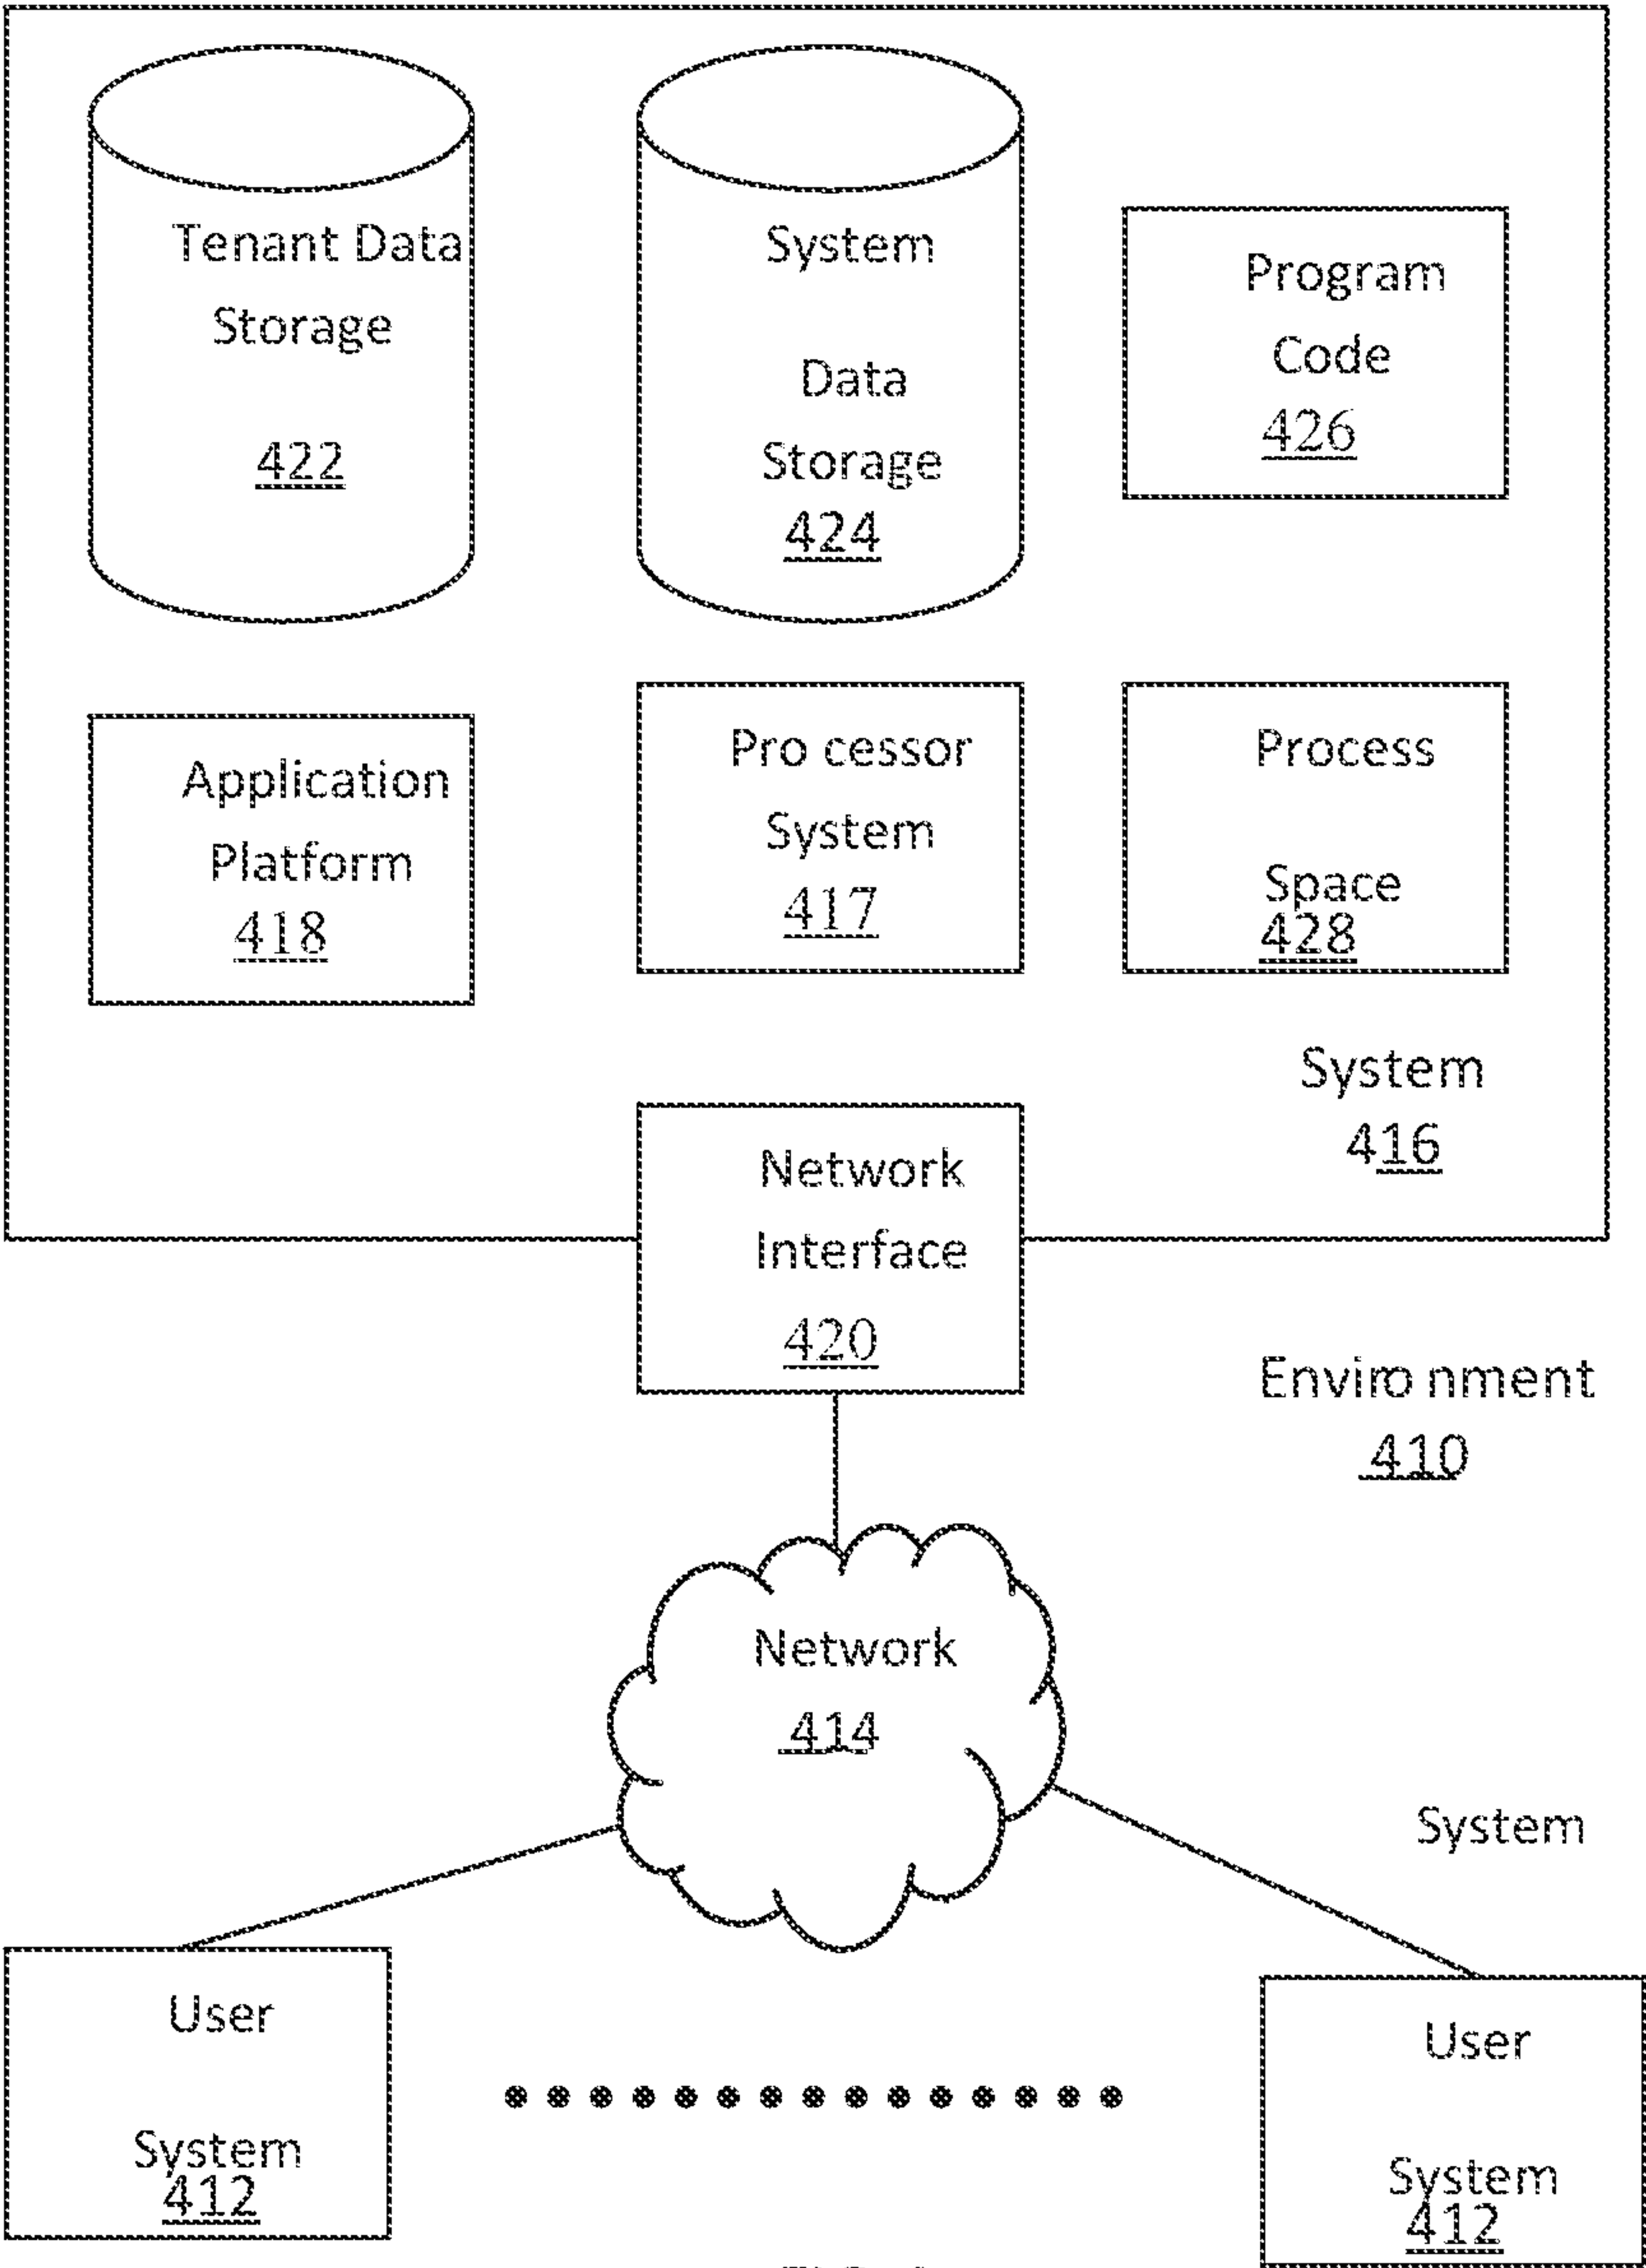 Tenant Data
Storage
422
System
Data
Storage
424
Program
Code
426
Application
Platform
418
Pro cessor
System
417
Process
Space
428
System
416
Network
Interface
420
Enviro nment
410
Network
414
System
User
System
412
User
System
412